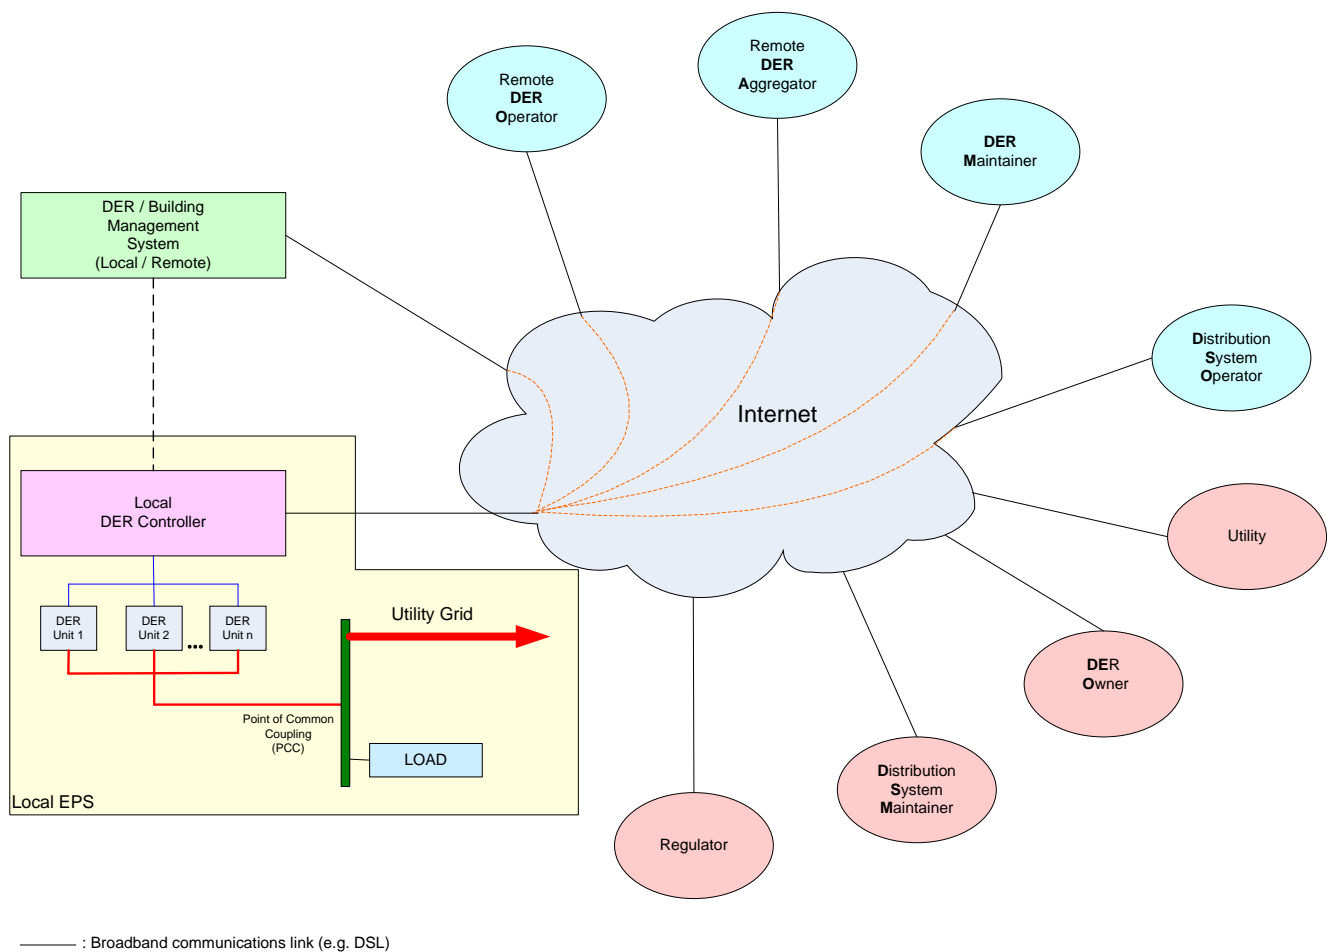 Remote
DER
Aggregator
Remote
DER
Operator
DER
Maintainer
DER / Building
Management
System
(Local / Remote)
Distribution
System
Operator
Internet
Local
DER Controller
Utility
DER
Unit 1
DER
Unit 2
...
DER
Unit n
Utility Grid
DER
Owner
Point of Common
Coupling
(PCC)
LOAD
Distribution
System
Maintainer
Local EPS
Regulator
: Broadband communications link (e.g. DSL)